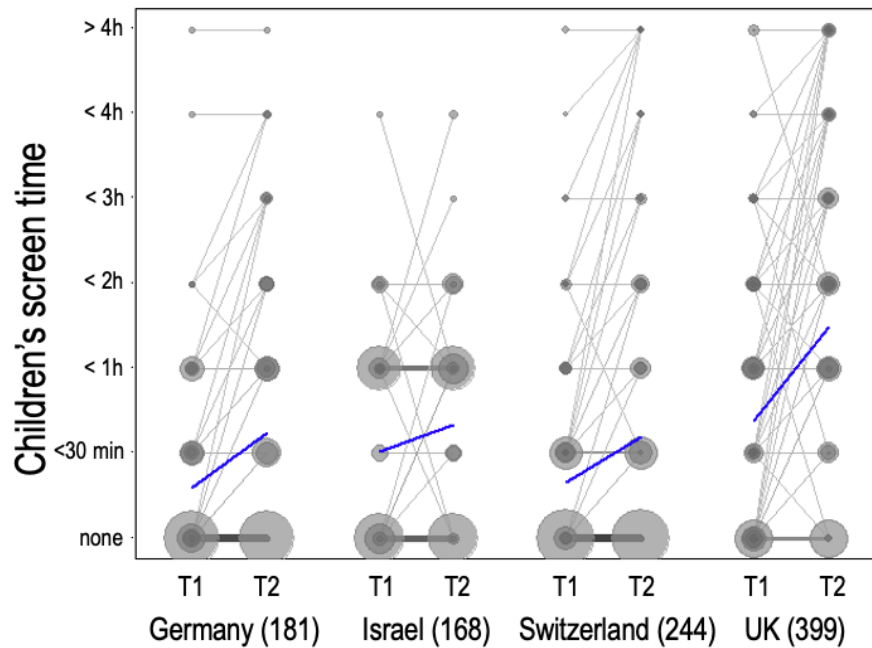 Children's screen time
> 4h
< 4h
< 3h
< 2h
< 1h
<30 min
none
T1 T2 T1 T2 T1 T2 T1 T2
Germany (181) Israel (168) Switzerland (244) UK (399)